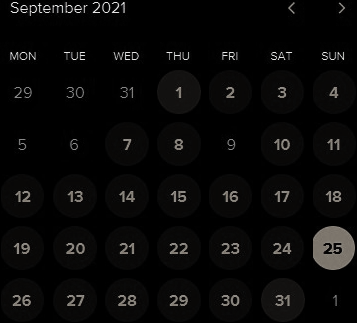 September 2021
MON TUE WED THU FRI SAT SUN
29 30 31 1 2 3 4
5 6 7 8 9 10 11
12 13 14 15 16 17 18
19 20 21 22 23 24 25
26 27 28 29 30 31 1